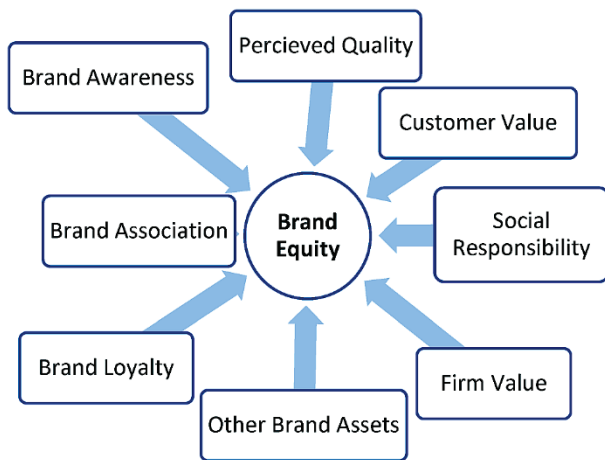 Percieved Quality
Brand Awareness
Customer Value
Brand Association
Brand
Equity
Social
Responsibility
Brand Loyalty
Firm Value
Other Brand Assets